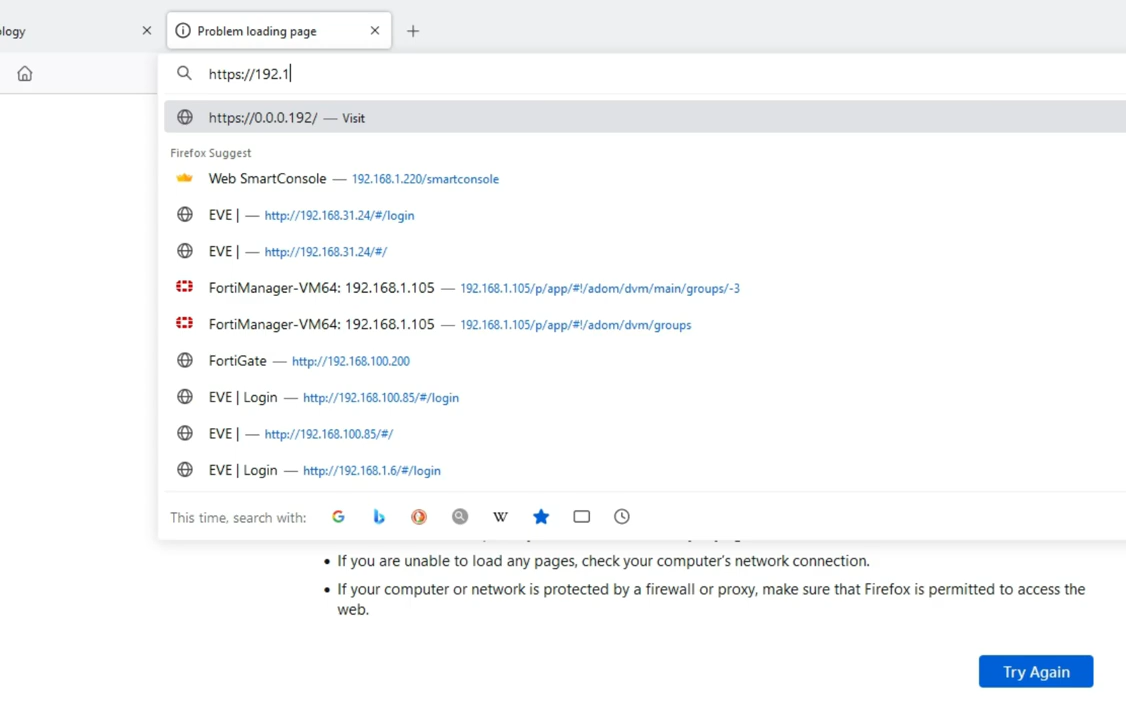 ology
Problem loading page
https://192.1
https://0.0.0.192/ — Visit
Firefox Suggest
Web SmartConsole — 192.168.1.220/smartconsole
EVE | — http://192.168.31.24/#/login
EVE | — http://192.168.31.24/#/
FortiManager-VM64: 192.168.1.105 — 192.168.1.105/p/app/#!/adom/dvm/main/groups/-3
FortiManager-VM64: 192.168.1.105 — 192.168.1.105/p/app/#!/adom/dvm/groups
FortiGate — http://192.168.100.200
EVE | Login — http://192.168.100.85/#/login
EVE | — http://192.168.100.85/#/
EVE | Login — http://192.168.1.6/#/login
This time, search with:
W
• If you are unable to load any pages, check your computer’s network connection.
• If your computer or network is protected by a firewall or proxy, make sure that Firefox is permitted to access the
web.
Try Again